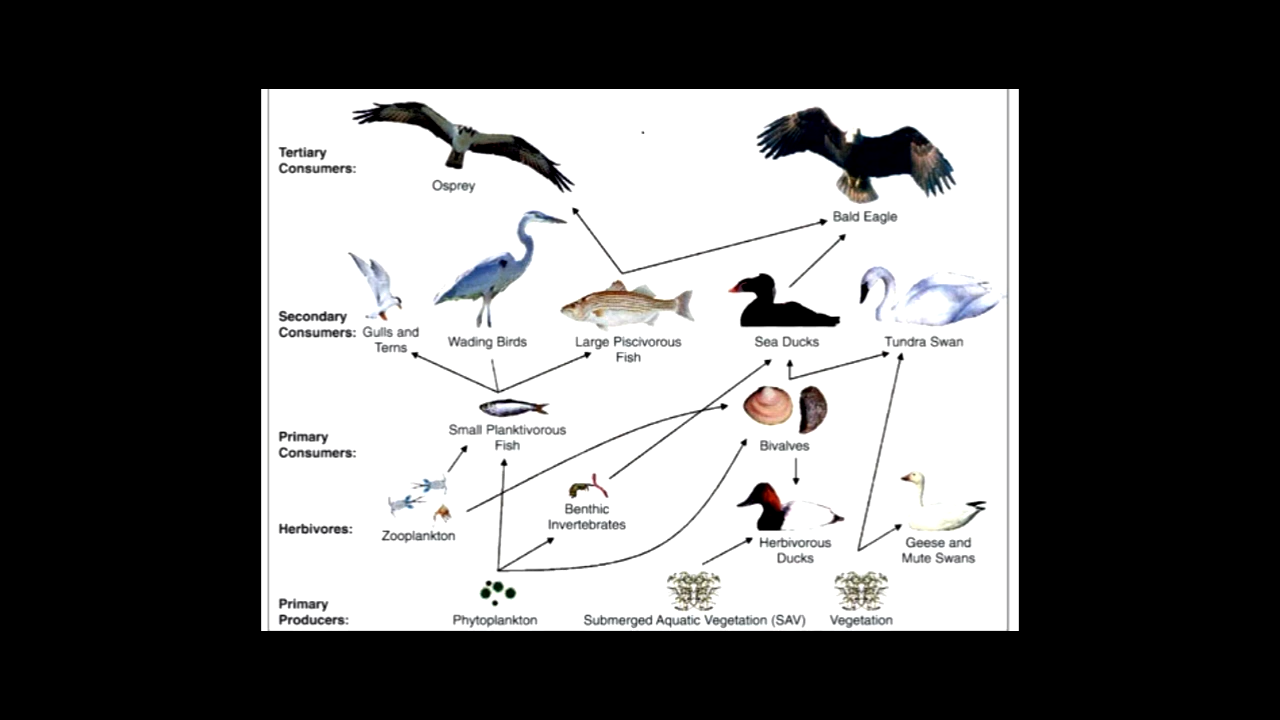 Tertiary
Consumers:
Osprey
Bald Eagle
Secondary
Consumers:
Gulls and
Terns
Wading Birds
Large Piscivorous
Fish
Sea Ducks
Tundra Swan
Primary
Consumers:
Small Planktivorous
Fish
Bivalves
Herbivores:
Zooplankton
Benthic
Invertebrates
Herbivorous
Ducks
Geese and
Mute Swans
Primary
Producers:
Phytoplankton
Submerged Aquatic Vegetation (SAV)
Vegetation